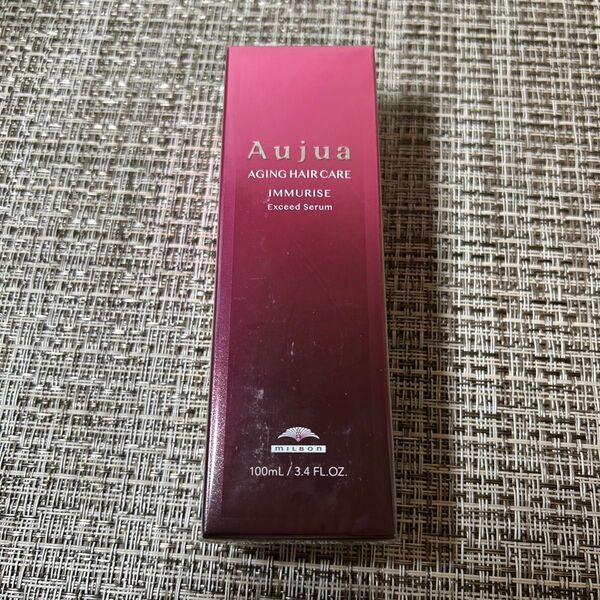 Aujua
AGING HAIR CARE
IMMURISE
Exceed Serum
MILBON
100mL / 3.4 FL.OZ.